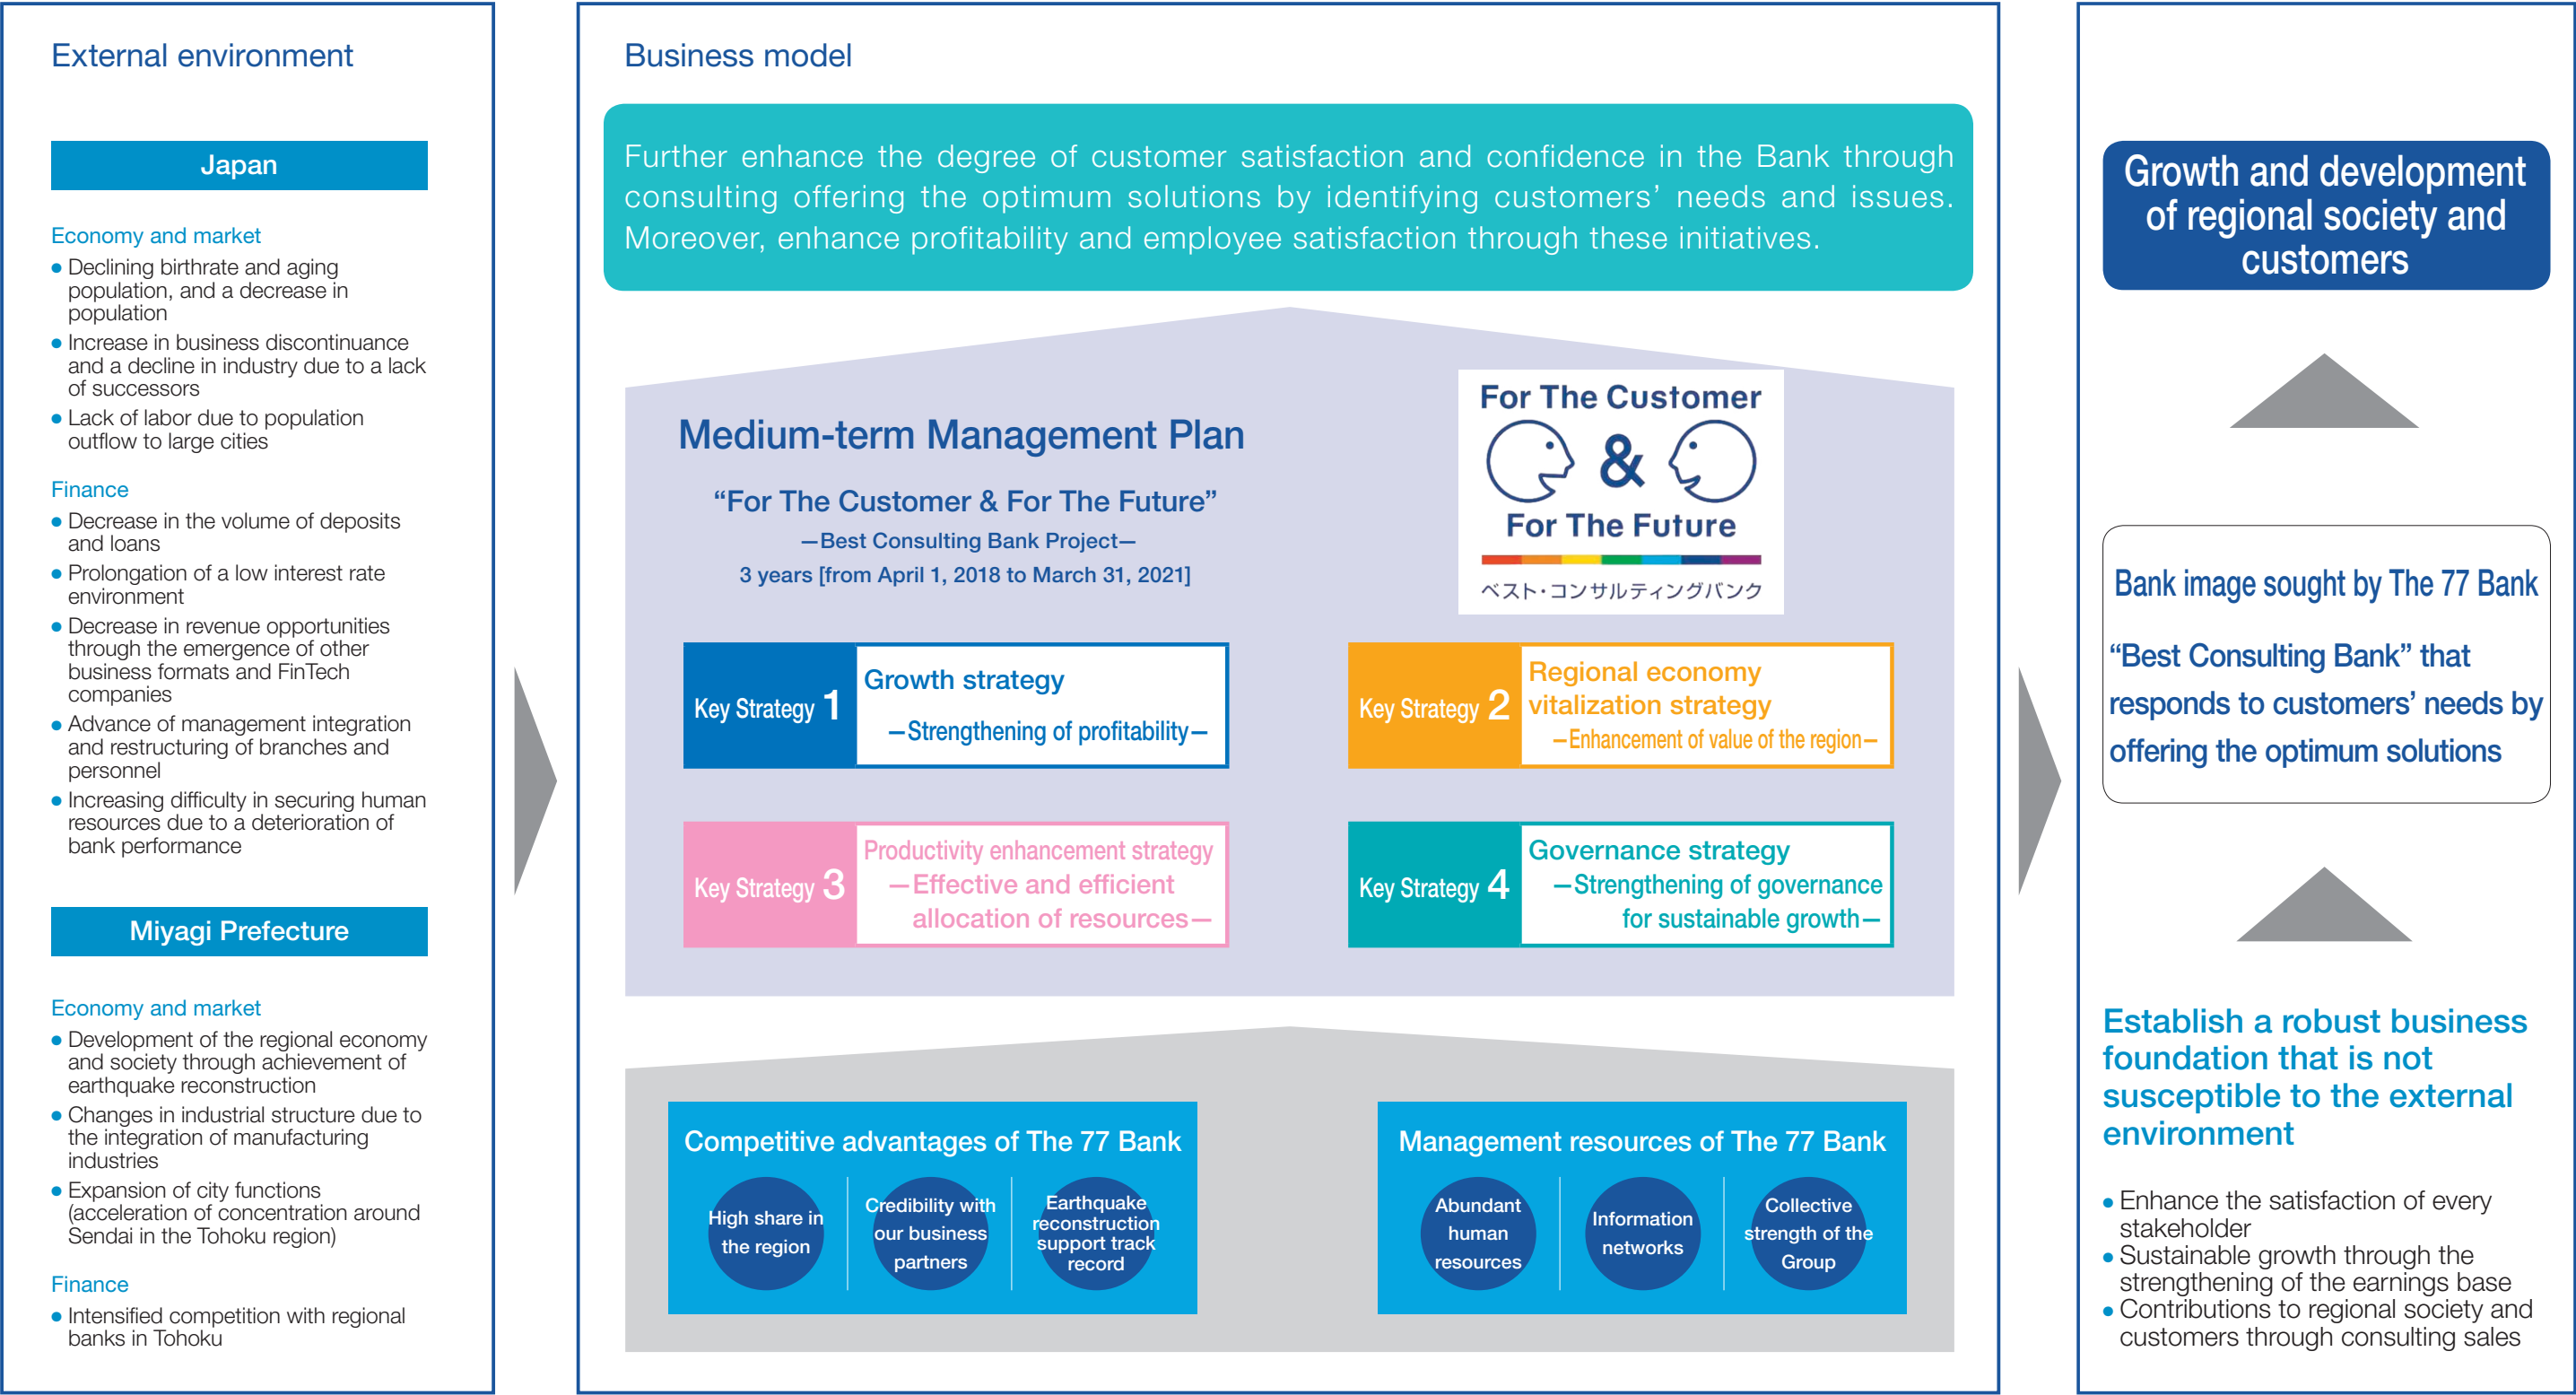 External environment
Japan
Economy and market
● Declining birthrate and aging
population, and a decrease in
population
● Increase in business discontinuance
and a decline in industry due to a lack
of successors
● Lack of labor due to population
outflow to large cities
Finance
● Decrease in the volume of deposits
and loans
● Prolongation of a low interest rate
environment
● Decrease in revenue opportunities
through the emergence of other
business formats and FinTech
companies
● Advance of management integration
and restructuring of branches and
personnel
● Increasing difficulty in securing human
resources due to a deterioration of
bank performance
Miyagi Prefecture
Economy and market
● Development of the regional economy
and society through achievement of
earthquake reconstruction
● Changes in industrial structure due to
the integration of manufacturing
industries
● Expansion of city functions
(acceleration of concentration around
Sendai in the Tohoku region)
Finance
● Intensified competition with regional
banks in Tohoku
Business model
Further enhance the degree of customer satisfaction and confidence in the Bank through
consulting offering the optimum solutions by identifying customers’ needs and issues.
Moreover, enhance profitability and employee satisfaction through these initiatives.
Medium-term Management Plan
“For The Customer & For The Future”
—Best Consulting Bank Project—
3 years [from April 1, 2018 to March 31, 2021]
For The Customer
&
For The Future
ベスト・コンサルティングバンク
Key Strategy 1
Growth strategy
—Strengthening of profitability—
Key Strategy 2
Regional economy
vitalization strategy
—Enhancement of value of the region—
Key Strategy 3
Productivity enhancement strategy
—Effective and efficient
allocation of resources—
Key Strategy 4
Governance strategy
—Strengthening of governance
for sustainable growth—
Competitive advantages of The 77 Bank
High share in
the region
Credibility with
our business
partners
Earthquake
reconstruction
support track
record
Management resources of The 77 Bank
Abundant
human
resources
Information
networks
Collective
strength of the
Group
Growth and development
of regional society and
customers
Bank image sought by The 77 Bank
“Best Consulting Bank” that
responds to customers’ needs by
offering the optimum solutions
Establish a robust business
foundation that is not
susceptible to the external
environment
● Enhance the satisfaction of every
stakeholder
● Sustainable growth through the
strengthening of the earnings base
● Contributions to regional society and
customers through consulting sales